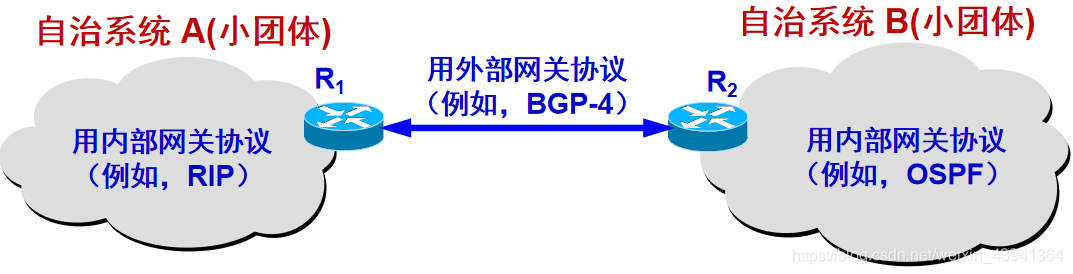 自治系统 A(小团体)
自治系统 B(小团体)
用外部网关协议
（例如，BGP-4）
R1
R2
用内部网关协议
（例如，RIP）
用内部网关协议
（例如，OSPF）
https://blog.csdn.net/weixin_43941364